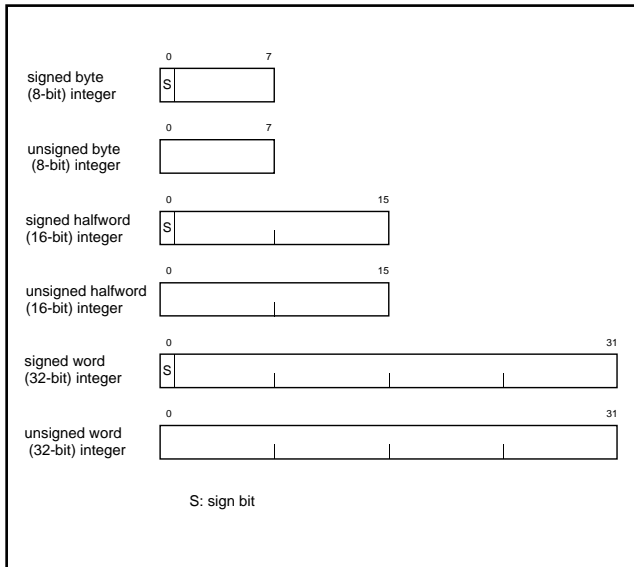 0 7
signed byte
(8-bit) integer
S
0 7
unsigned byte
(8-bit) integer
0 15
signed halfword
(16-bit) integer
S
0 15
unsigned halfword
(16-bit) integer
0 31
signed word
(32-bit) integer
S
0 31
unsigned word
(32-bit) integer
S: sign bit